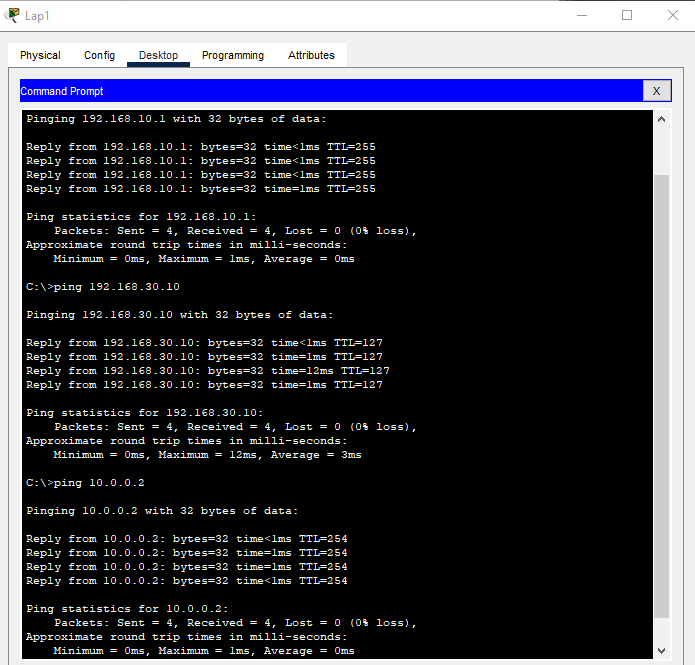 Lap1
Physical Config Desktop Programming Attributes
Command Prompt X
Pinging 192.168.10.1 with 32 bytes of data:
Reply from 192.168.10.1: bytes=32 time<1ms TTL=255
Reply from 192.168.10.1: bytes=32 time<1ms TTL=255
Reply from 192.168.10.1: bytes=32 time<1ms TTL=255
Reply from 192.168.10.1: bytes=32 time=1ms TTL=255
Ping statistics for 192.168.10.1:
Packets: Sent = 4, Received = 4, Lost = 0 (0% loss),
Approximate round trip times in milli-seconds:
Minimum = 0ms, Maximum = 1ms, Average = 0ms
C:\>ping 192.168.30.10
Pinging 192.168.30.10 with 32 bytes of data:
Reply from 192.168.30.10: bytes=32 time<1ms TTL=127
Reply from 192.168.30.10: bytes=32 time=1ms TTL=127
Reply from 192.168.30.10: bytes=32 time=12ms TTL=127
Reply from 192.168.30.10: bytes=32 time=1ms TTL=127
Ping statistics for 192.168.30.10:
Packets: Sent = 4, Received = 4, Lost = 0 (0% loss),
Approximate round trip times in milli-seconds:
Minimum = 0ms, Maximum = 12ms, Average = 3ms
C:\>ping 10.0.0.2
Pinging 10.0.0.2 with 32 bytes of data:
Reply from 10.0.0.2: bytes=32 time<1ms TTL=254
Reply from 10.0.0.2: bytes=32 time=1ms TTL=254
Reply from 10.0.0.2: bytes=32 time<1ms TTL=254
Reply from 10.0.0.2: bytes=32 time<1ms TTL=254
Ping statistics for 10.0.0.2:
Packets: Sent = 4, Received = 4, Lost = 0 (0% loss),
Approximate round trip times in milli-seconds:
Minimum = 0ms, Maximum = 1ms, Average = 0ms